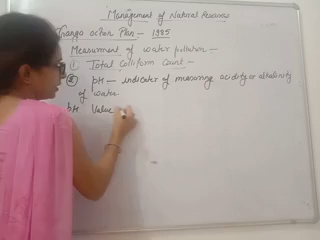 Management of Natural Resources
Ganga action Plan - 1985
Measurment of water pollution -
① Total Coliform Count -
② pH - indicator of measuring acidity or alkalinity
of water
pH Value